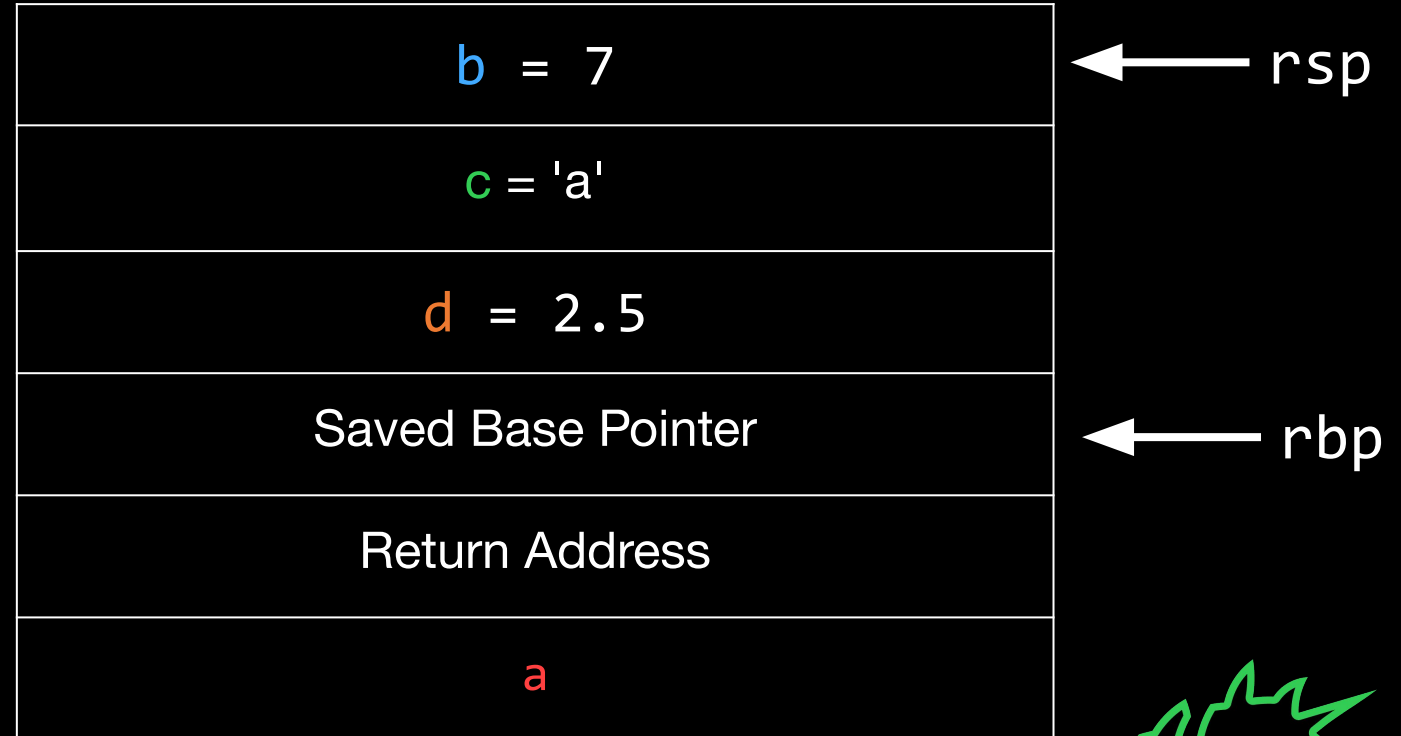 b = 7
rsp
c = 'a'
d = 2.5
Saved Base Pointer
rbp
Return Address
a